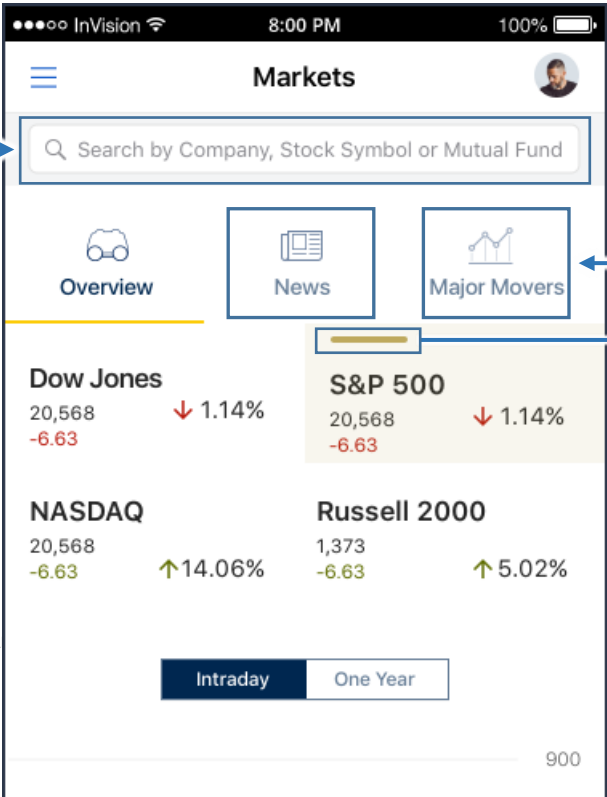 InVision 8:00 PM 100%
Markets
Search by Company, Stock Symbol or Mutual Fund
Overview News Major Movers
Dow Jones S&P 500
20,568 1.14% 20,568 1.14%
-6.63 -6.63
NASDAQ Russell 2000
20,568 1,373
-6.63 14.06% -6.63 5.02%
Intraday One Year
900